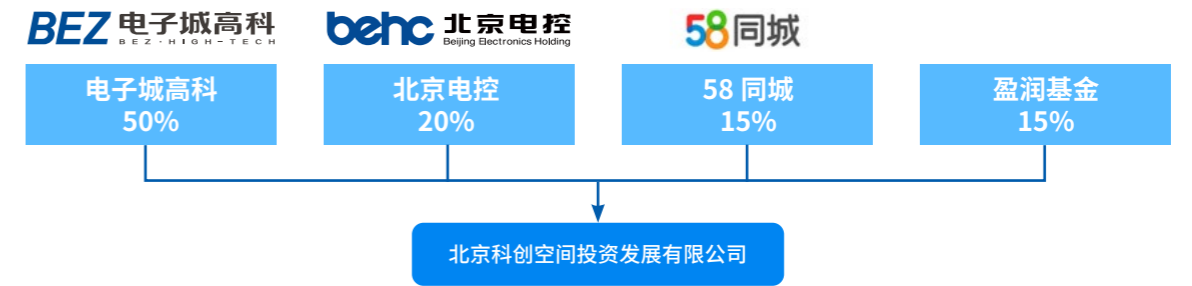 BEZ 电子城高科
BEZ·HIGH-TECH
behc 北京电控
Beijing Electronics Holding
58同城
电子城高科
50%
北京电控
20%
58 同城
15%
盈润基金
15%
北京科创空间投资发展有限公司